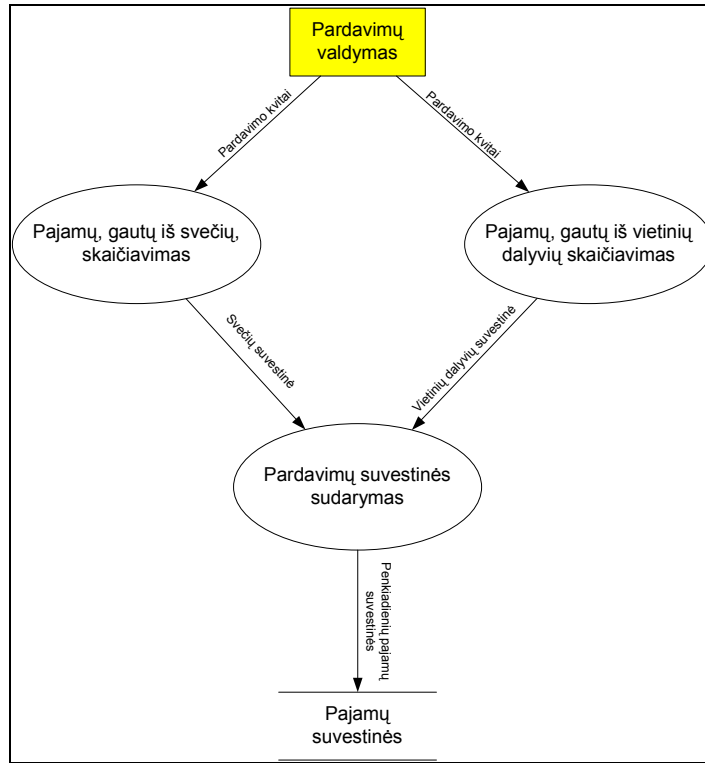 Pardavimų
valdymas
Pardavimo kvitai
Pardavimo kvitai
Pajamų, gautų iš svečių,
skaičiavimas
Pajamų, gautų iš vietinių
dalyvių skaičiavimas
Svečių suvestinė
Vietinių dalyvių suvestinė
Pardavimų suvestinės
sudarymas
Penkiadienių pajamų
suvestinės
Pajamų
suvestinės